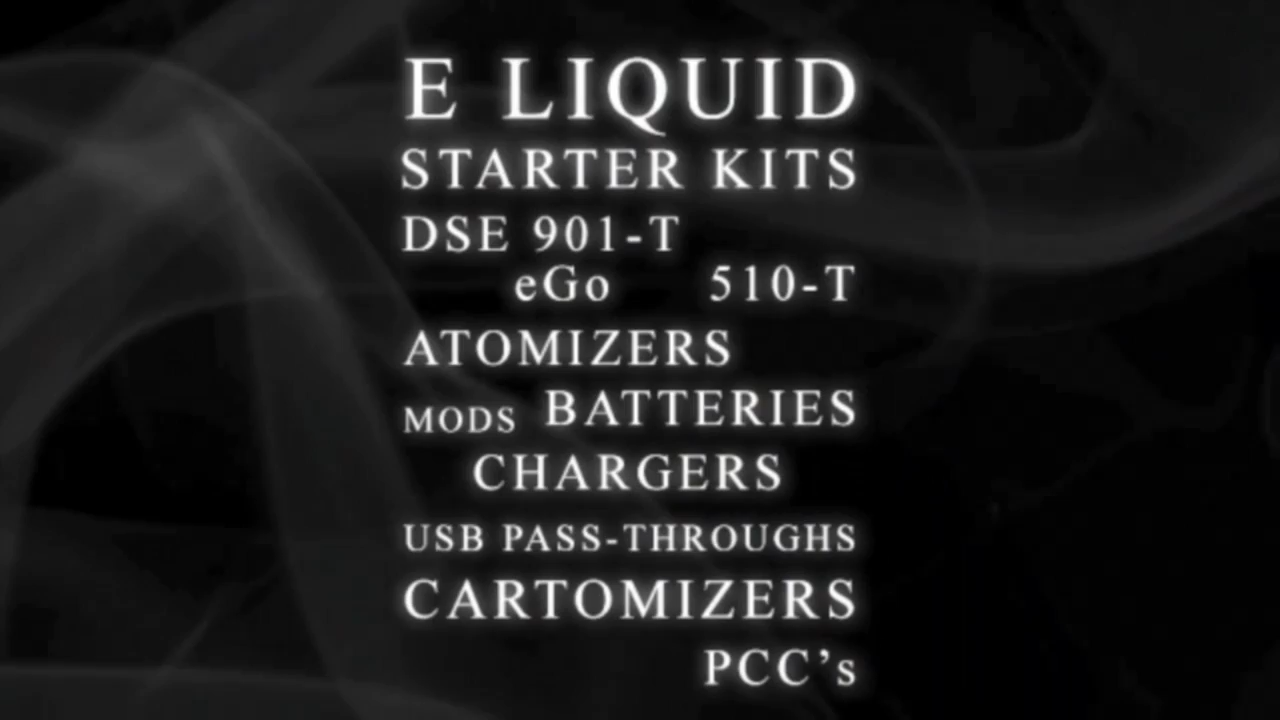 E LIQUID
STARTER KITS
DSE 901-T
eGo 510-T
ATOMIZERS
MODS BATTERIES
CHARGERS
USB PASS-THROUGHS
CARTOMIZERS
PCC’s